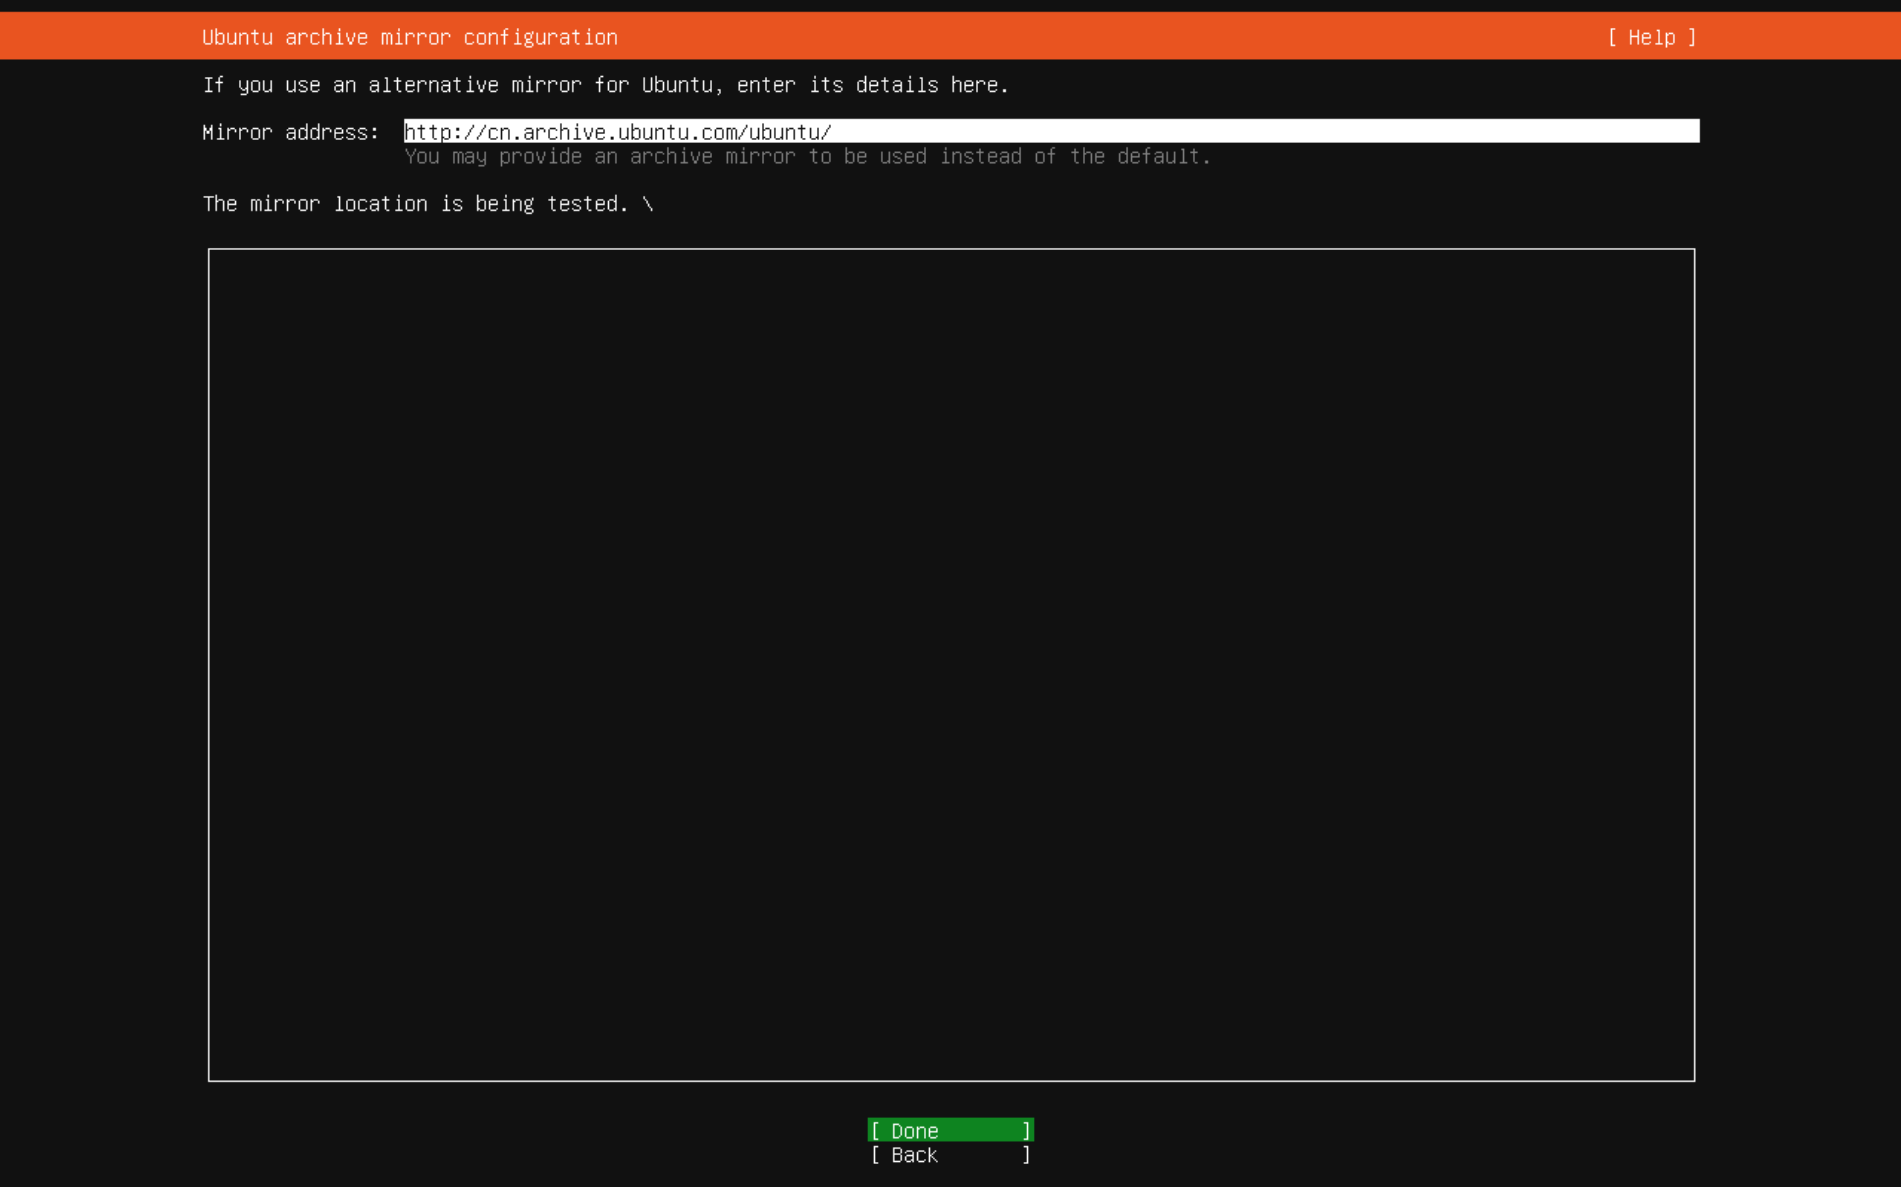 Ubuntu archive mirror configuration [ Help ]
If you use an alternative mirror for Ubuntu, enter its details here.
Mirror address: http://cn.archive.ubuntu.com/ubuntu/
You may provide an archive mirror to be used instead of the default.
The mirror location is being tested. \
[ Done ]
[ Back ]